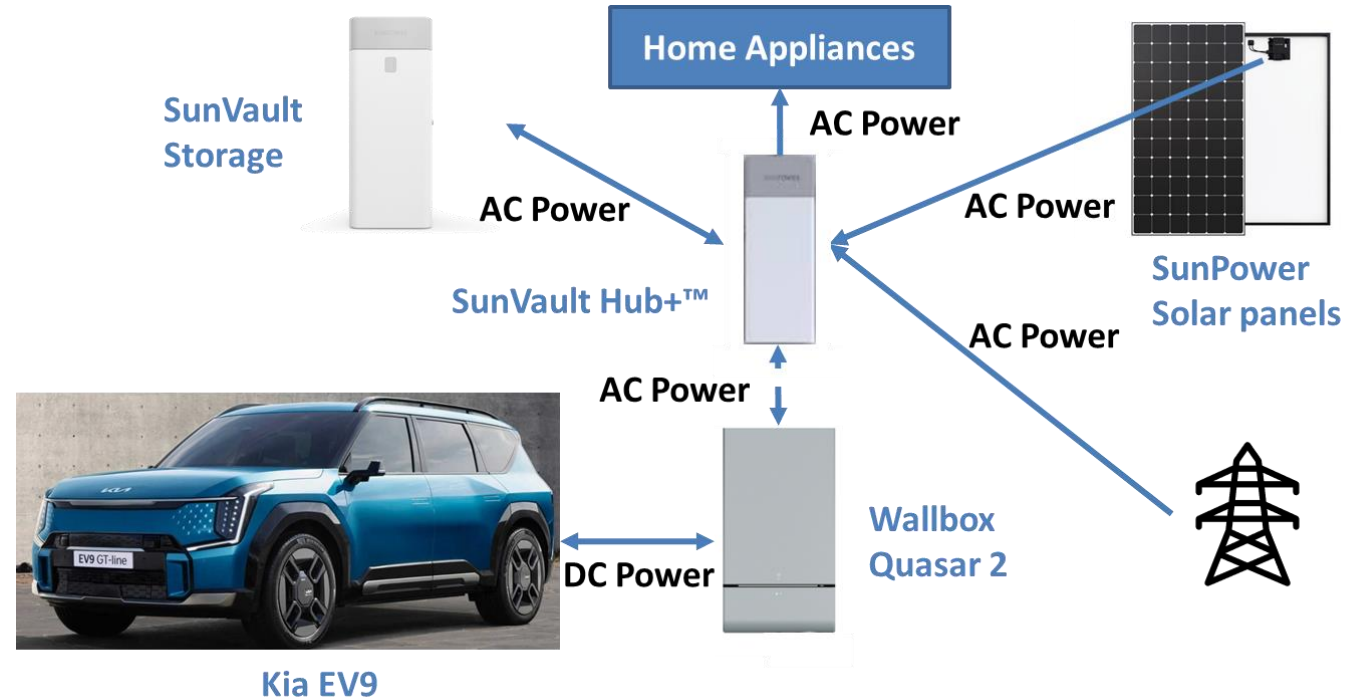 Home Appliances
SunVault
Storage
AC Power
AC Power
AC Power
SunVault Hub+™
SunPower
Solar panels
AC Power
AC Power
Wallbox
Quasar 2
KIA
EV9 GT-line
DC Power
Kia EV9